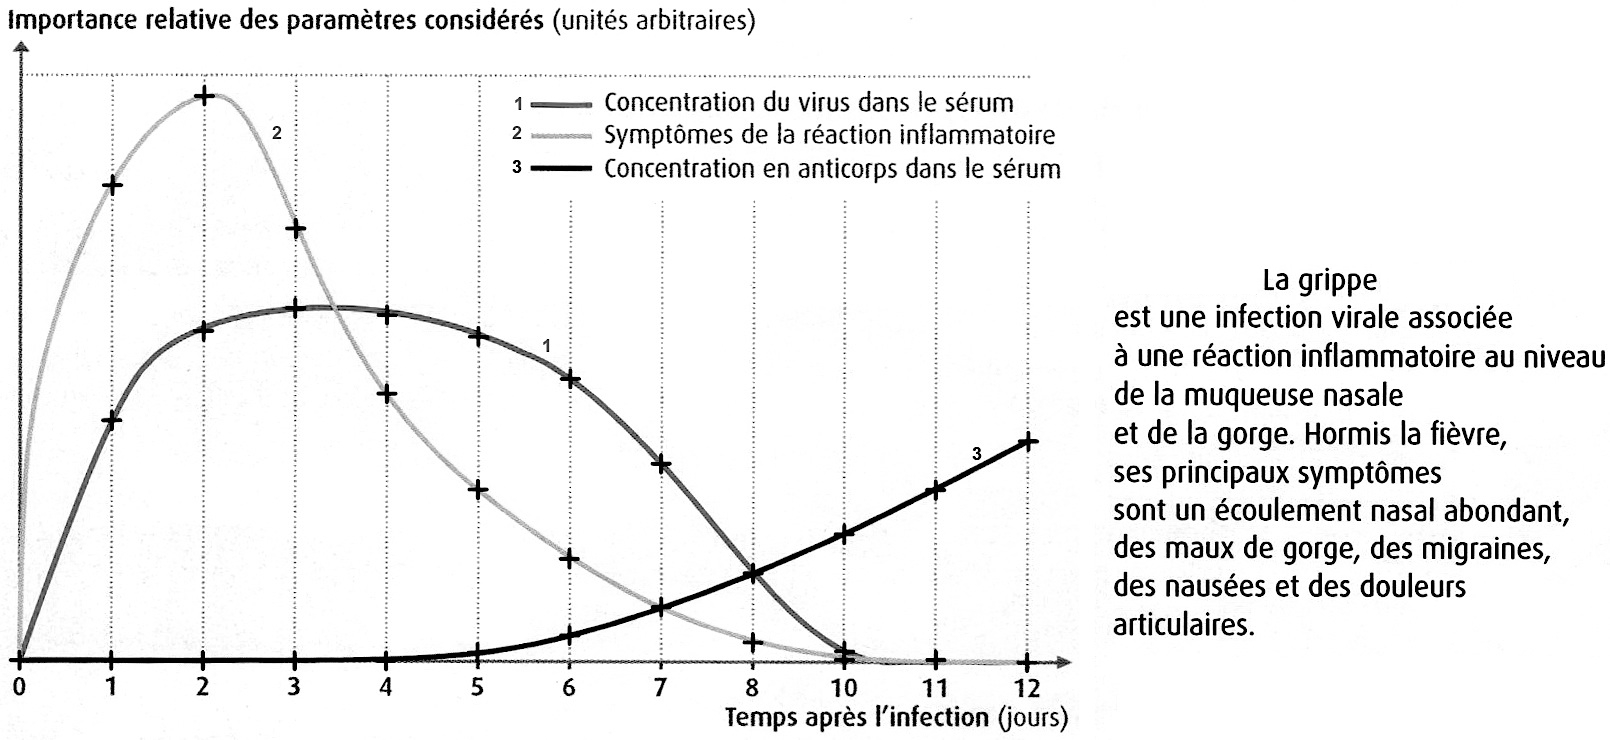 Importance relative des paramètres considérés (unités arbitraires)
1 Concentration du virus dans le sérum
2 Symptômes de la réaction inflammatoire
3 Concentration en anticorps dans le sérum
2
1
3
0 1 2 3 4 5 6 7 8 10 11 12
Temps après l'infection (jours)
La grippe
est une infection virale associée
à une réaction inflammatoire au niveau
de la muqueuse nasale
et de la gorge. Hormis la fièvre,
ses principaux symptômes
sont un écoulement nasal abondant,
des maux de gorge, des migraines,
des nausées et des douleurs
articulaires.